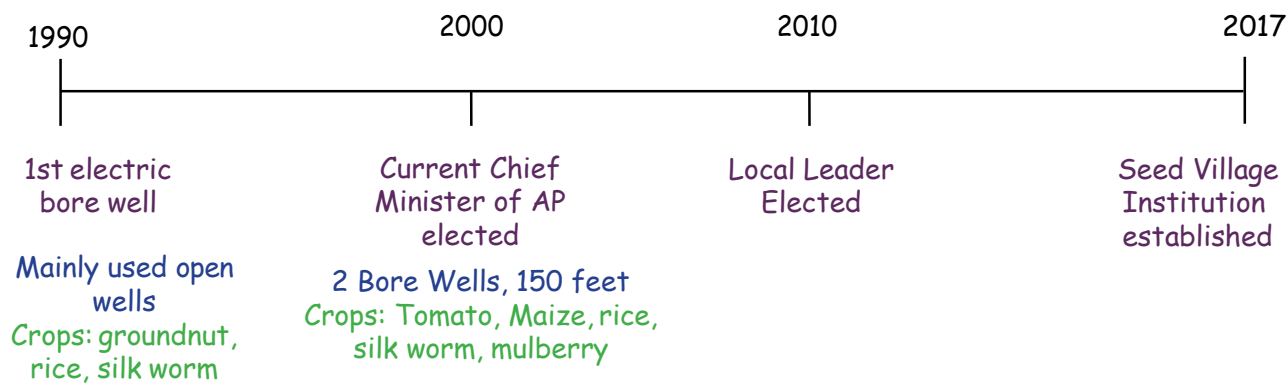 1990
2000
2010
2017
1st electric
bore well
Mainly used open
wells
Crops: groundnut,
rice, silk worm
Current Chief
Minister of AP
elected
2 Bore Wells, 150 feet
Crops: Tomato, Maize, rice,
silk worm, mulberry
Local Leader
Elected
Seed Village
Institution
established